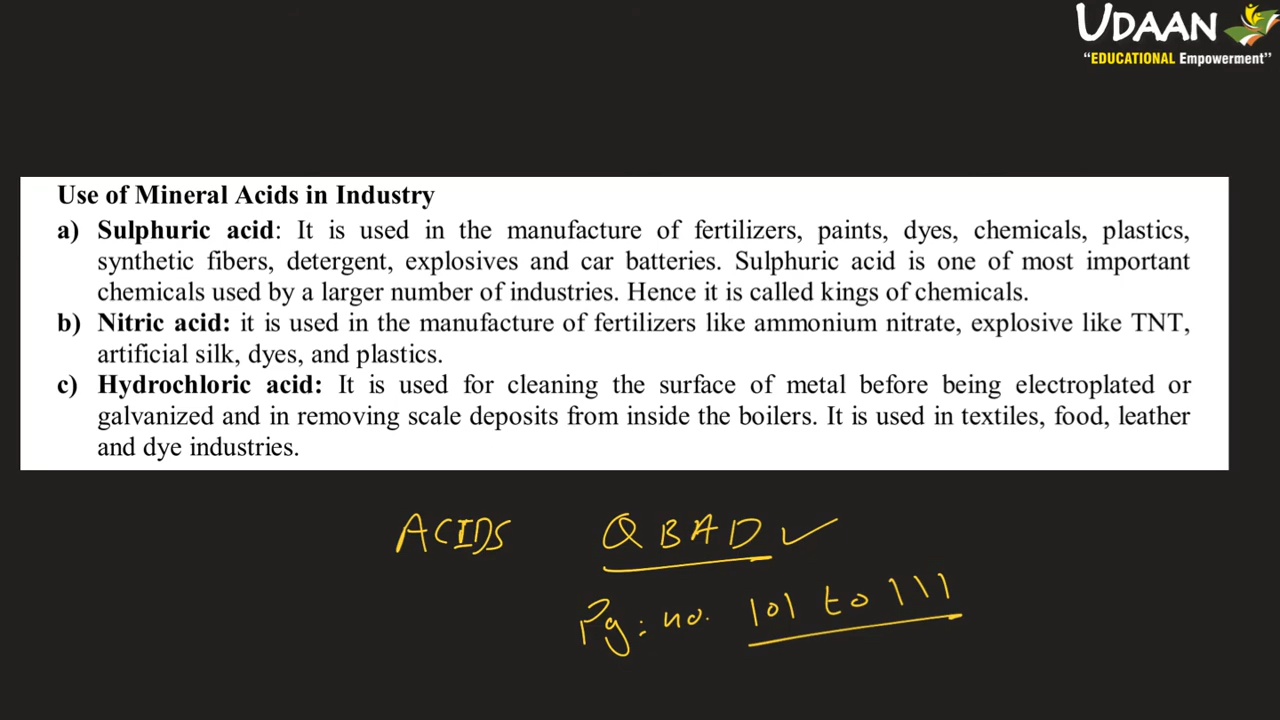 UDAAN
“EDUCATIONAL Empowerment”
Use of Mineral Acids in Industry
a) Sulphuric acid: It is used in the manufacture of fertilizers, paints, dyes, chemicals, plastics,
synthetic fibers, detergent, explosives and car batteries. Sulphuric acid is one of most important
chemicals used by a larger number of industries. Hence it is called kings of chemicals.
b) Nitric acid: it is used in the manufacture of fertilizers like ammonium nitrate, explosive like TNT,
artificial silk, dyes, and plastics.
c) Hydrochloric acid: It is used for cleaning the surface of metal before being electroplated or
galvanized and in removing scale deposits from inside the boilers. It is used in textiles, food, leather
and dye industries.
ACIDS QBAD ✓
Pg: no. 101 to 111